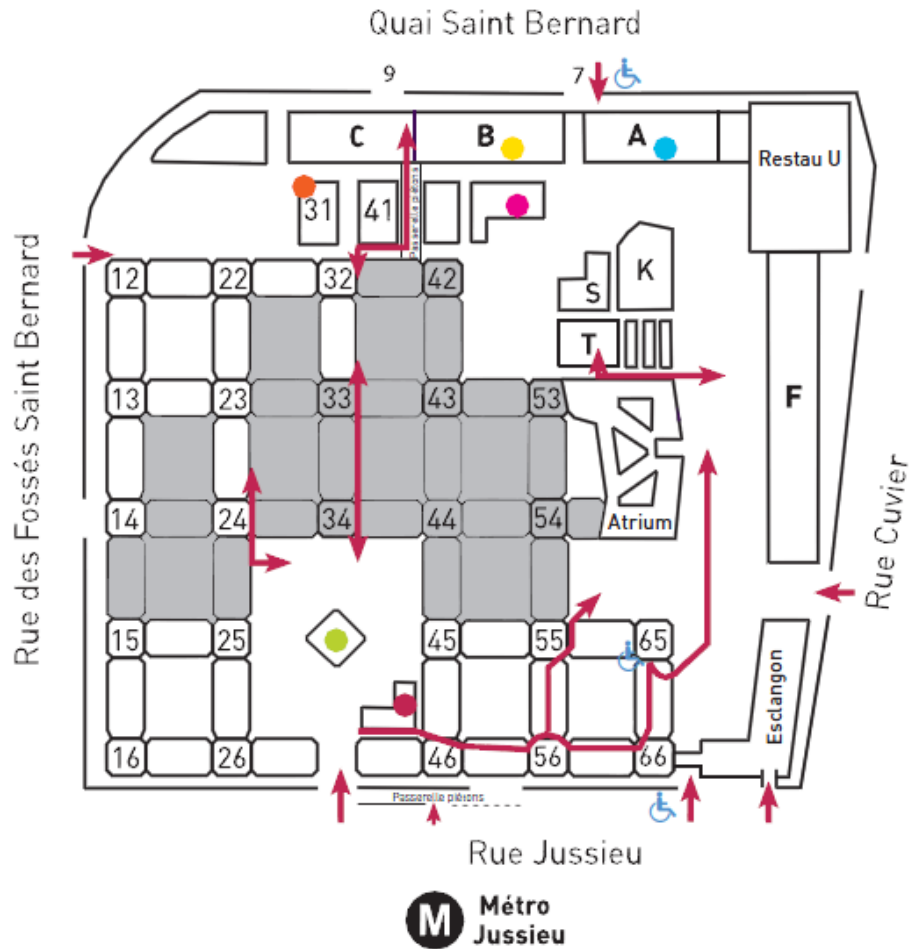 Quai Saint Bernard
9 7
C B A
Restau U
31 41
Passerelle piétons
K
S
Rue des Fossés Saint Bernard
12 22 32 42
T
13 23 33 43 53
F
Rue Cuvier
14 24 34 44 54 Atrium
15 25 45 55 65
Esclangon
16 26 46 56 66
Passerelle piétons
Rue Jussieu
M Métro
Jussieu